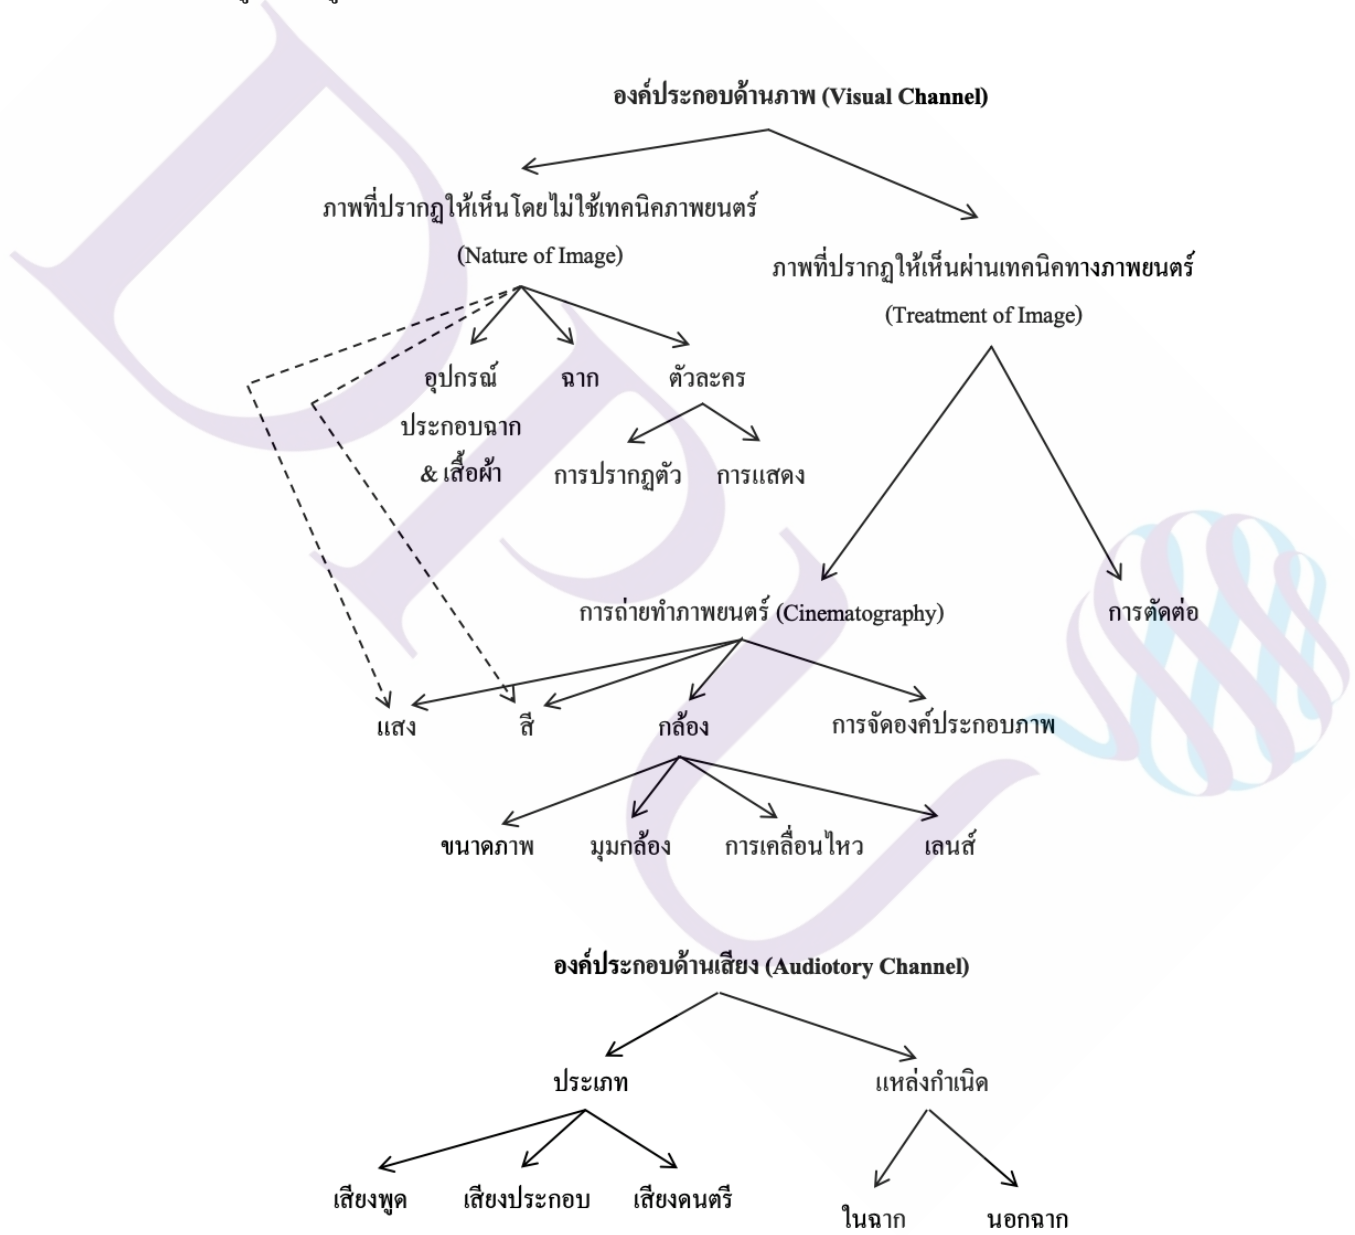 องค์ประกอบด้านภาพ (Visual Channel)
ภาพที่ปรากฏให้เห็นโดยไม่ใช้เทคนิคภาพยนตร์
(Nature of Image)
ภาพที่ปรากฏให้เห็นผ่านเทคนิคทางภาพยนตร์
(Treatment of Image)
อุปกรณ์ ฉาก ตัวละคร
ประกอบฉาก
& เสื้อผ้า การปรากฏตัว การแสดง
การถ่ายทำภาพยนตร์ (Cinematography) การตัดต่อ
แสง สี กล้อง การจัดองค์ประกอบภาพ
ขนาดภาพ มุมกล้อง การเคลื่อนไหว เลนส์
องค์ประกอบด้านเสียง (Audiotory Channel)
ประเภท แหล่งกำเนิด
เสียงพูด เสียงประกอบ เสียงดนตรี
ในฉาก นอกฉาก
DPU